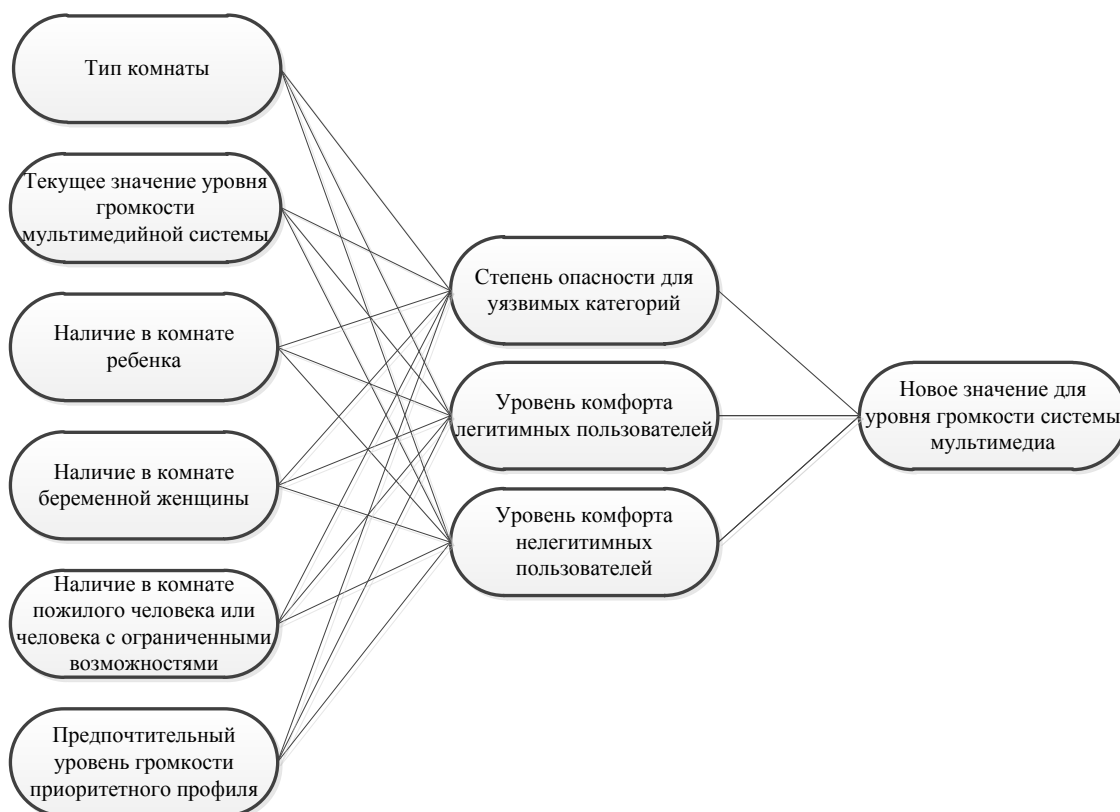 Тип комнаты
Текущее значение уровня
громкости
мультимедийной системы
Наличие в комнате
ребенка
Наличие в комнате
беременной женщины
Наличие в комнате
пожилого человека или
человека с ограниченными
возможностями
Предпочтительный
уровень громкости
приоритетного профиля
Степень опасности для
уязвимых категорий
Уровень комфорта
легитимных пользователей
Уровень комфорта
нелегитимных
пользователей
Новое значение для
уровня громкости системы
мультимедиа